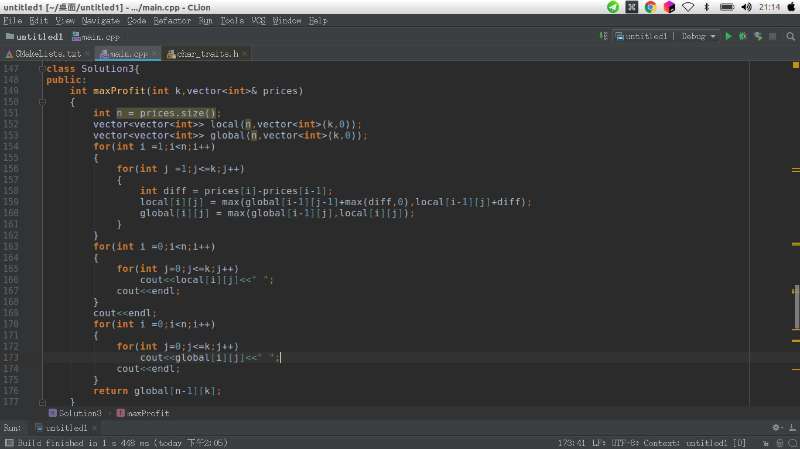 untitled1 [~/桌面/untitled1] - .../main.cpp - CLion
21:14
File Edit View Navigate Code Refactor Run Tools VCS Window Help
untitled1 main.cpp
untitled1 Debug
CMakeLists.txt main.cpp char_traits.h
147 class Solution3{
148 public:
149 int maxProfit(int k,vector<int>& prices)
150 {
151 int n = prices.size();
152 vector<vector<int>> local(n,vector<int>(k,0));
153 vector<vector<int>> global(n,vector<int>(k,0));
154 for(int i =1;i<n;i++)
155 {
156 for(int j =1;j<=k;j++)
157 {
158 int diff = prices[i]-prices[i-1];
159 local[i][j] = max(global[i-1][j-1]+max(diff,0),local[i-1][j]+diff);
160 global[i][j] = max(global[i-1][j],local[i][j]);
161 }
162 }
163 for(int i =0;i<n;i++)
164 {
165 for(int j=0;j<=k;j++)
166 cout<<local[i][j]<<" ";
167 cout<<endl;
168 }
169 cout<<endl;
170 for(int i =0;i<n;i++)
171 {
172 for(int j=0;j<=k;j++)
173 cout<<global[i][j]<<" ";
174 cout<<endl;
175 }
176 return global[n-1][k];
177 }
Solution3 maxProfit
Run: untitled1
Build finished in 1 s 448 ms (today 下午2:05)
173:41 LF: UTF-8: Context: untitled1 [D]